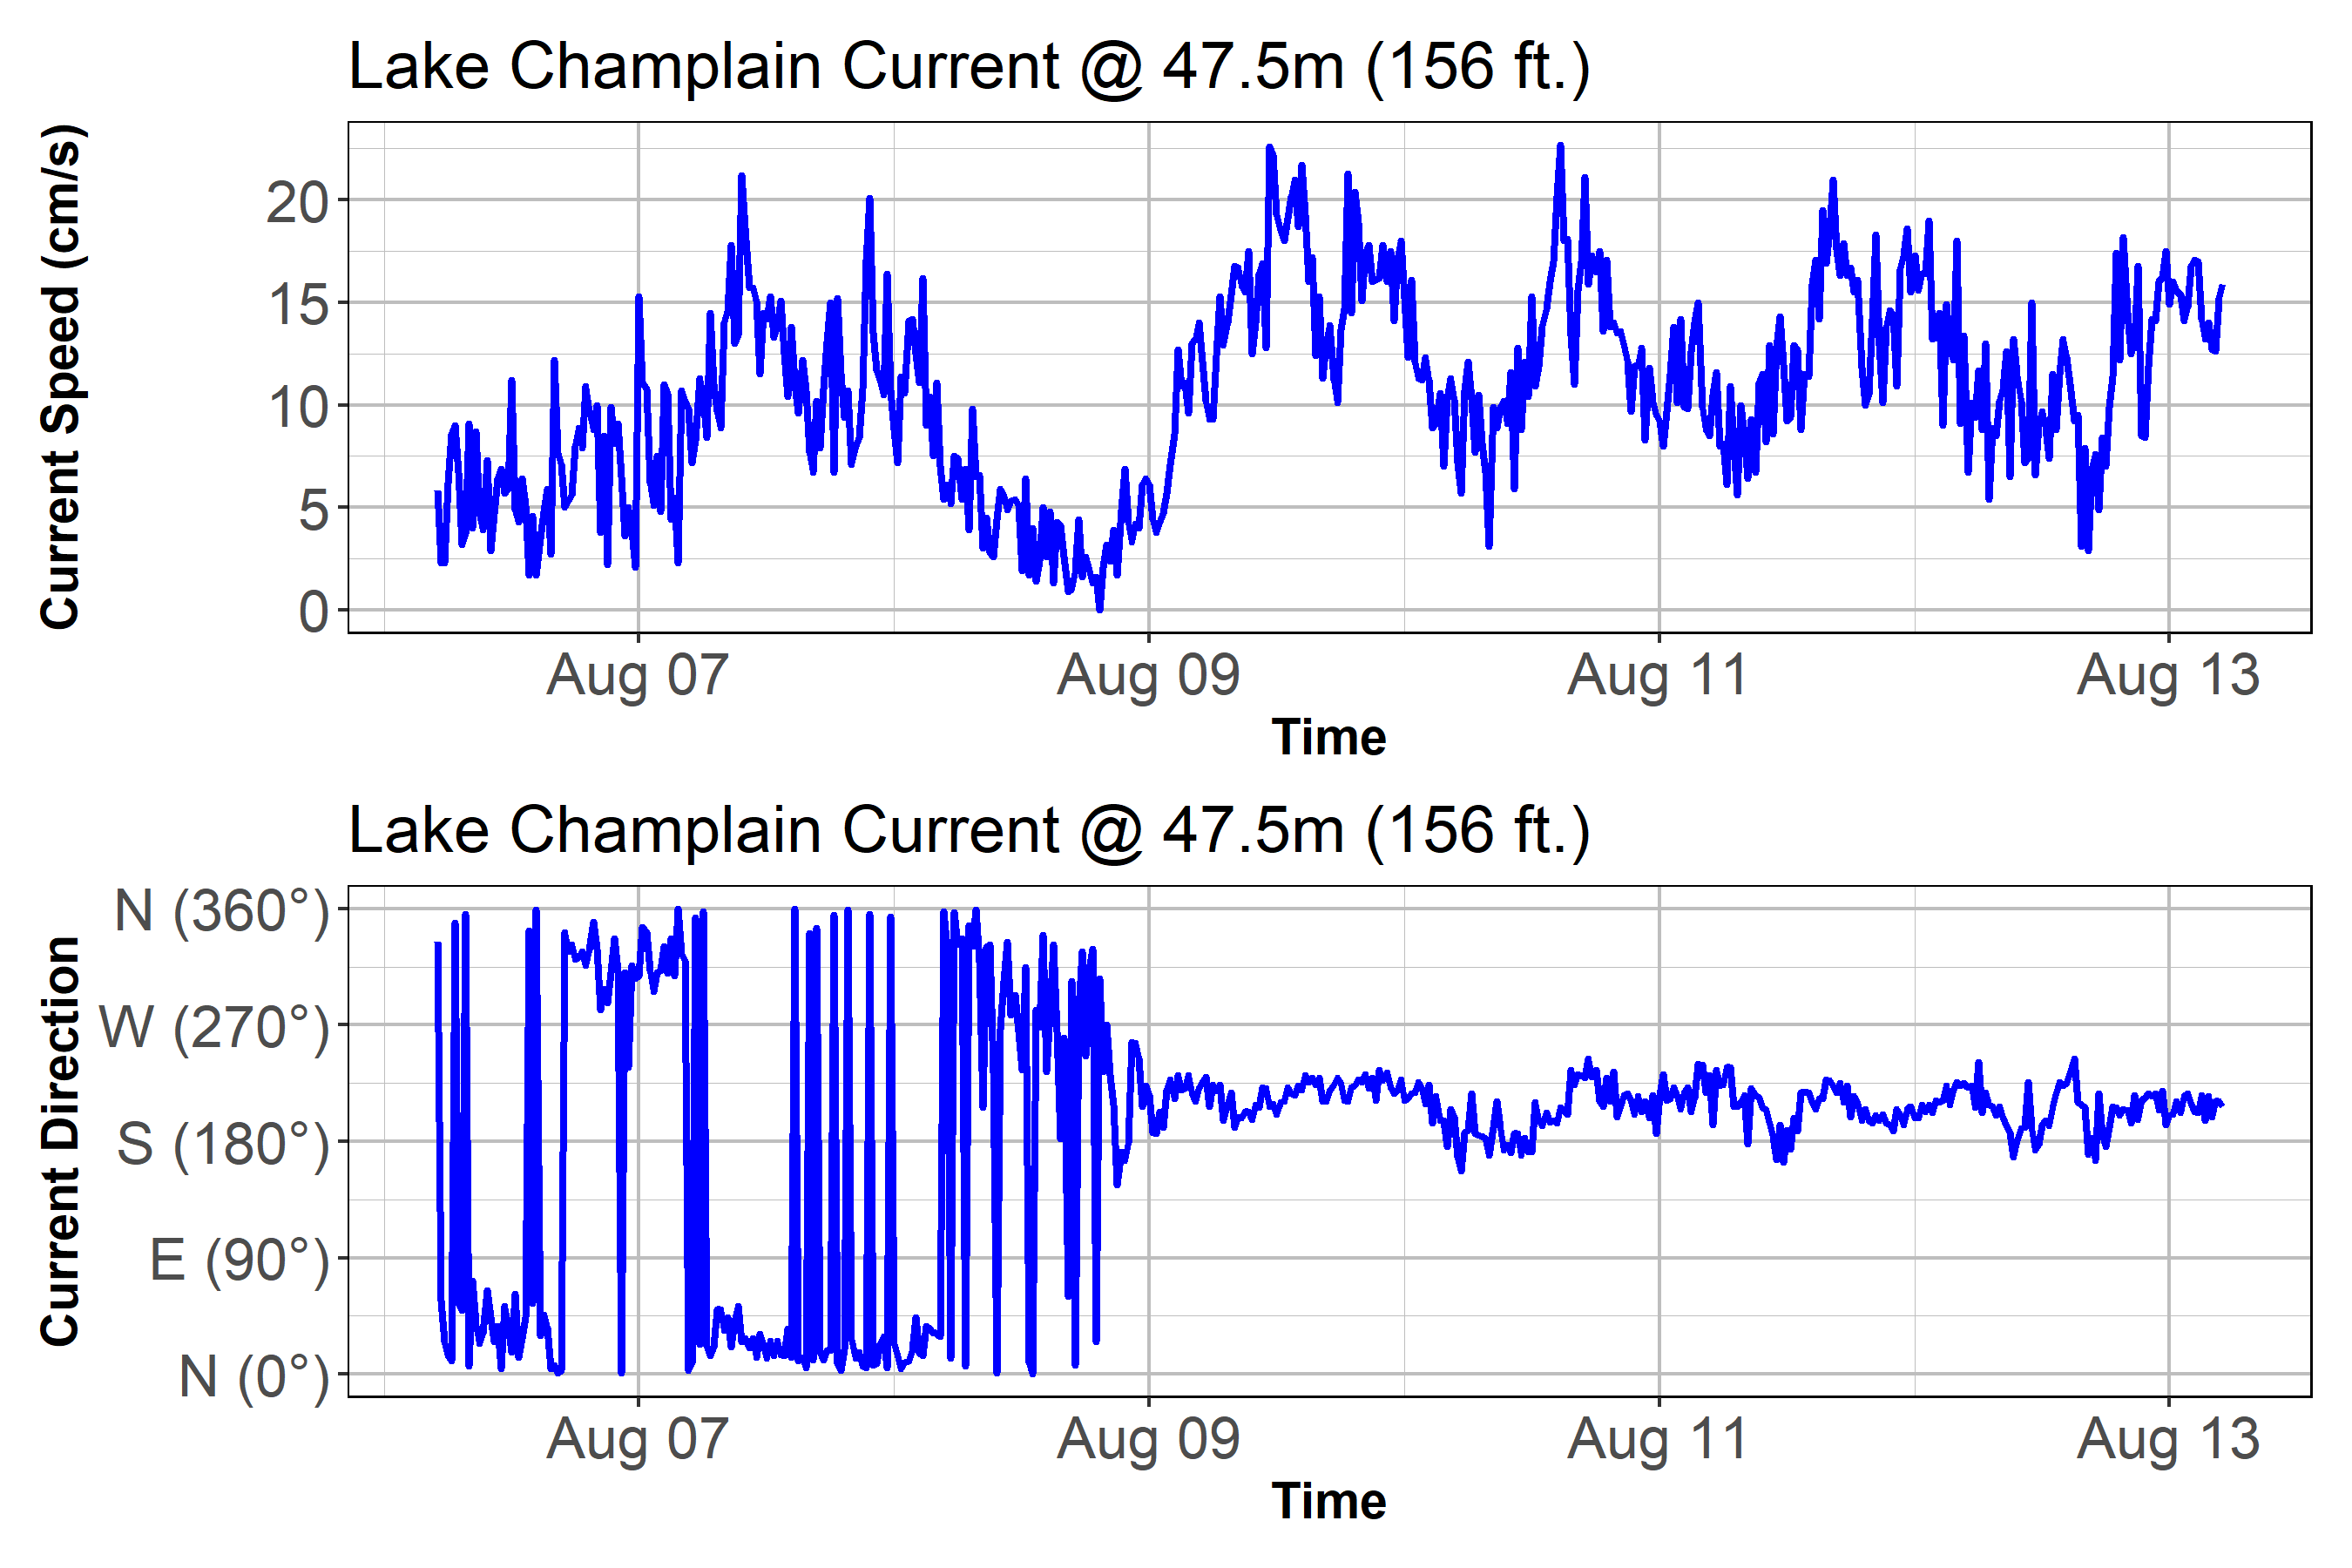 Lake Champlain Current @ 47.5m (156 ft.)
Current Speed (cm/s)
20
15
10
5
0
Aug 07 Aug 09 Aug 11 Aug 13
Time
Lake Champlain Current @ 47.5m (156 ft.)
Current Direction
N (360°)
W (270°)
S (180°)
E (90°)
N (0°)
Aug 07 Aug 09 Aug 11 Aug 13
Time